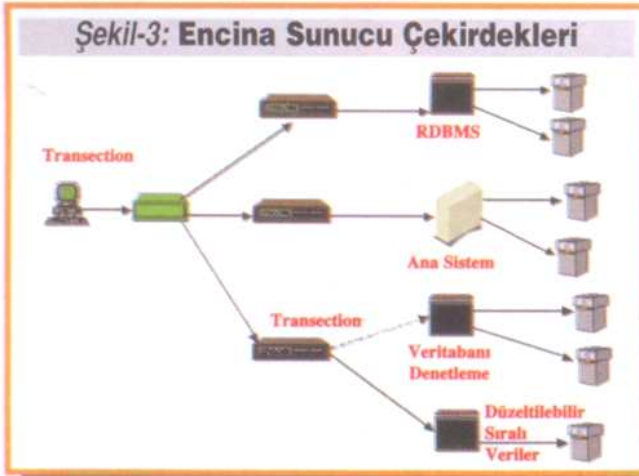 Şekil-3: Encina Sunucu Çekirdekleri
RDBMS
Transection
Ana Sistem
Transection
Veritabanı
Denetleme
Düzeltilebilir
Sıralı
Veriler